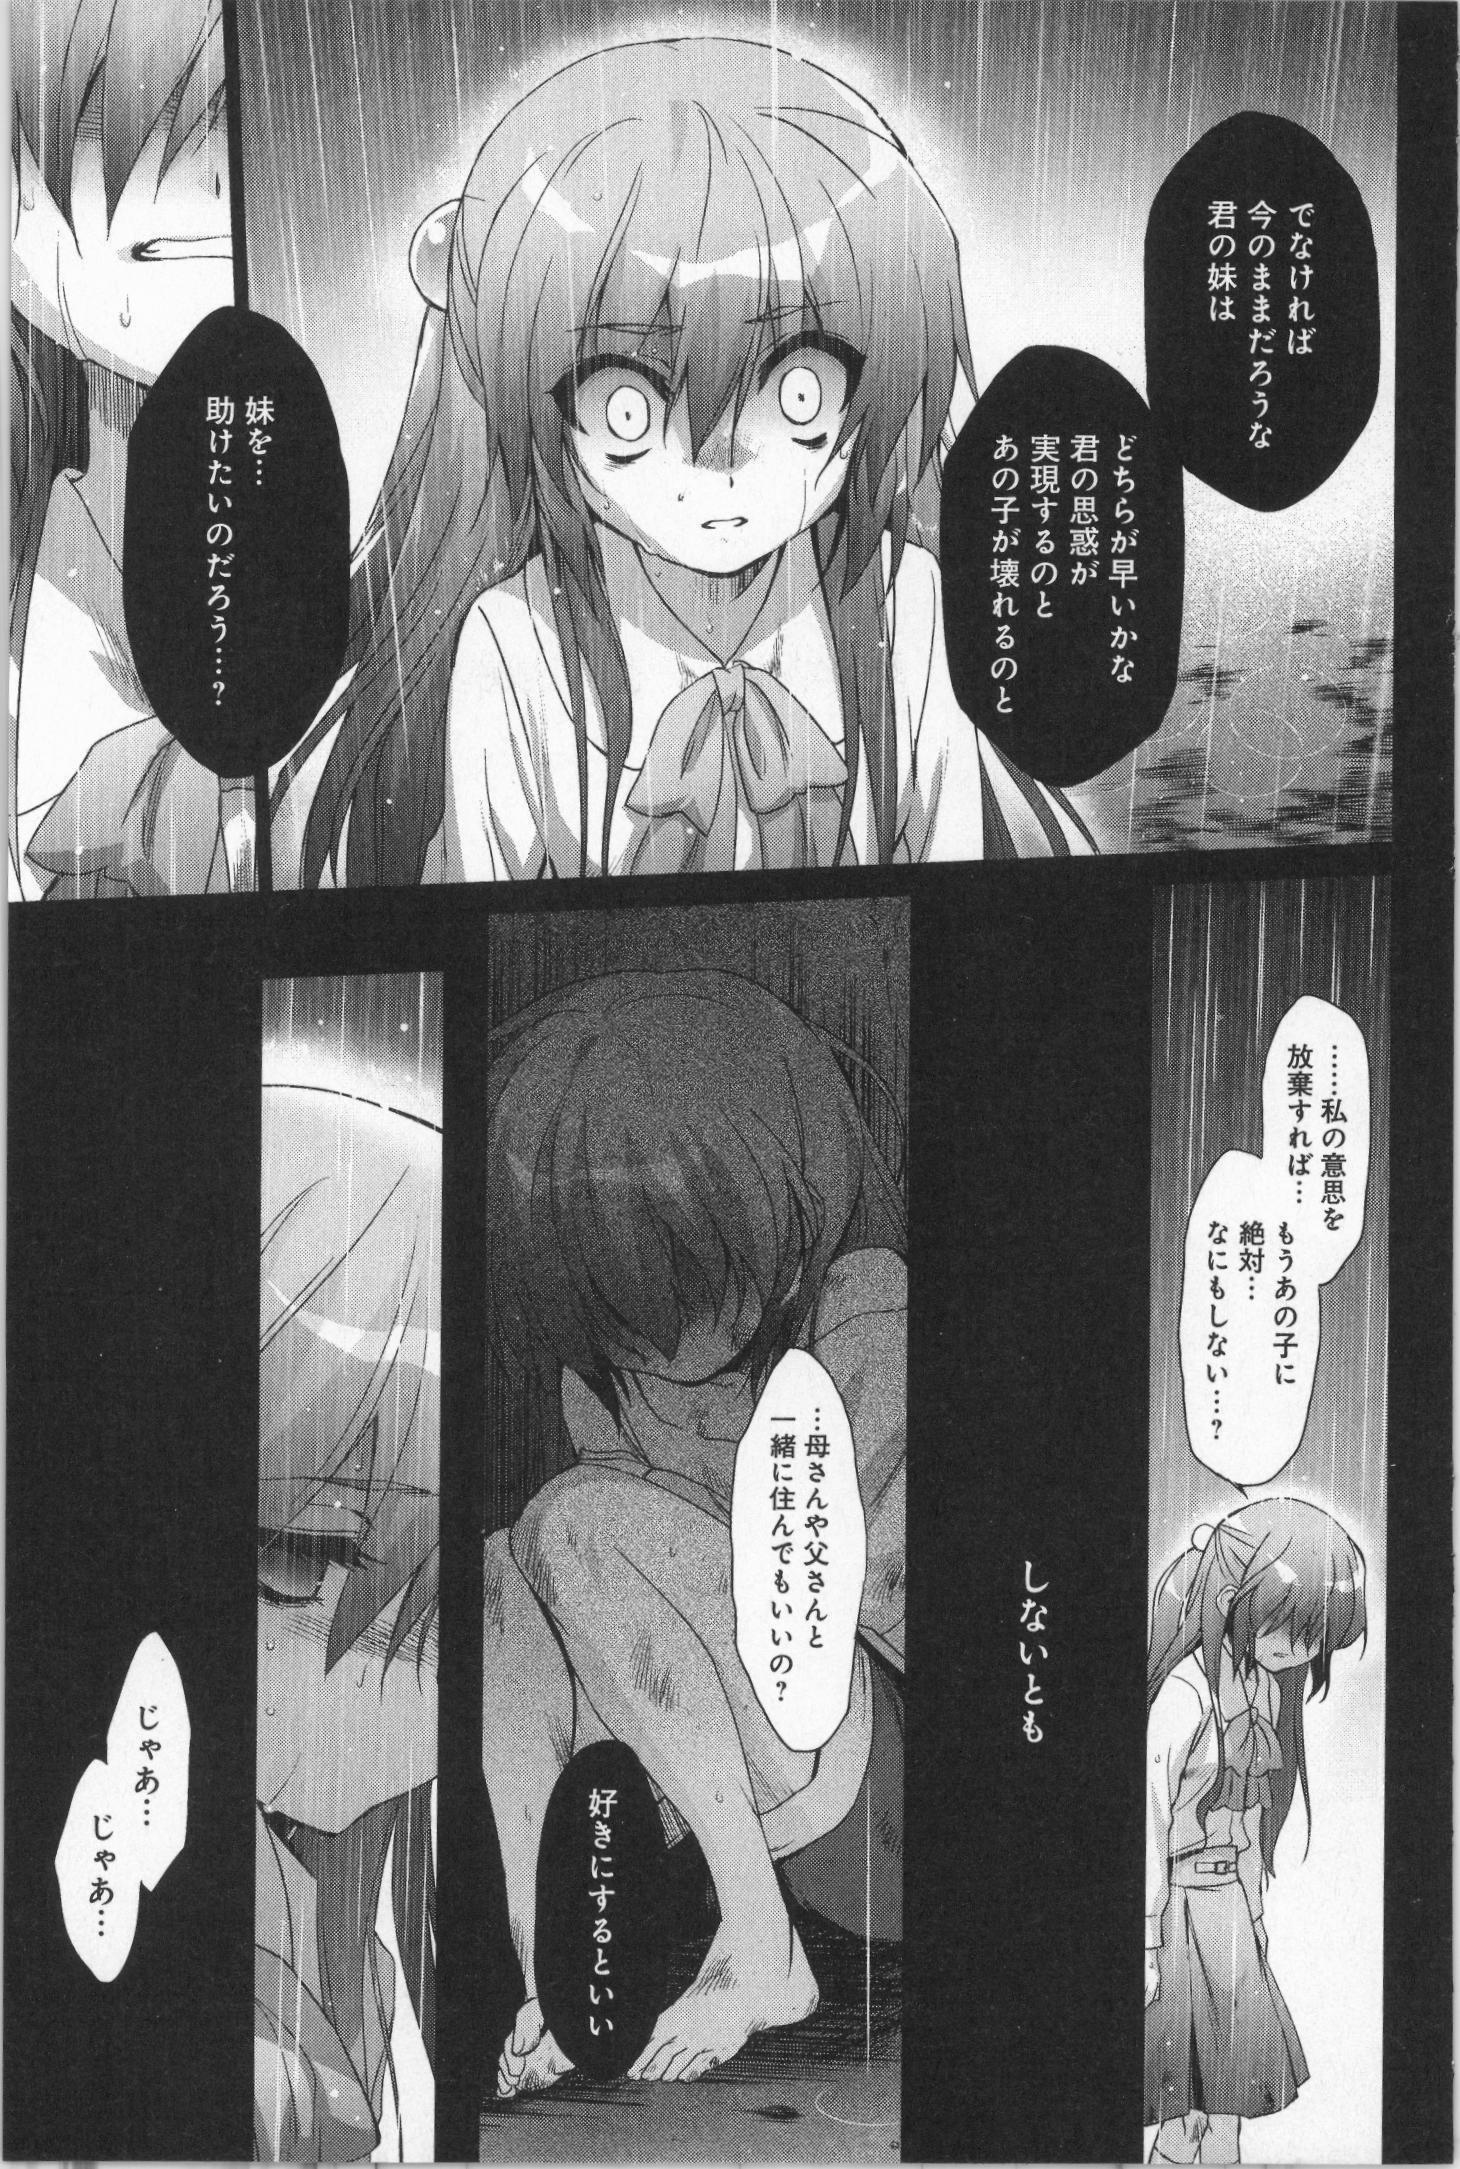 でなければ
今のままだろうな
君の妹は
どちらが早いかな
君の思惑が
実現するのと
あの子が壊れるのと
妹を…
助けたいのだろう…?
……私の意思を
放棄すれば…
もうあの子に
絶対…
なにもしない…?
しないとも
…母さんや父さんと
一緒に住んでもいいの?
好きにするといい
じゃあ…
じゃあ…